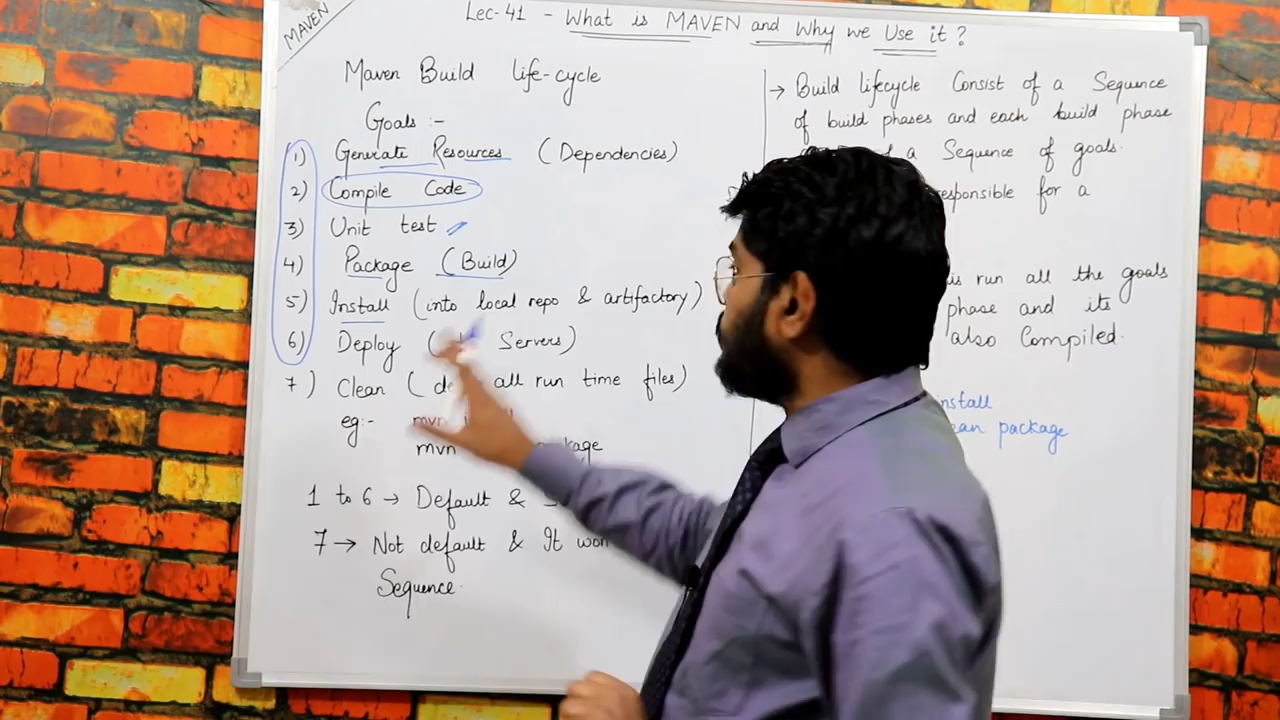 MAVEN
Lec-41 - What is MAVEN and Why we Use it?
Maven Build life-cycle
Goals :-
1) Generate Resources (Dependencies)
2) Compile Code
3) Unit test
4) Package (Build)
5) Install (into local repo & artifactory)
6) Deploy ( Servers)
7) Clean ( all run time files)
eg:- mvn
mvn
1 to 6 → Default &
7 → Not default & It
Sequence.
→ Build lifecycle Consist of a Sequence
of build phases and each build phase
of a Sequence of goals.
for a
run all the goals
phase and its
also Compiled.
install
package